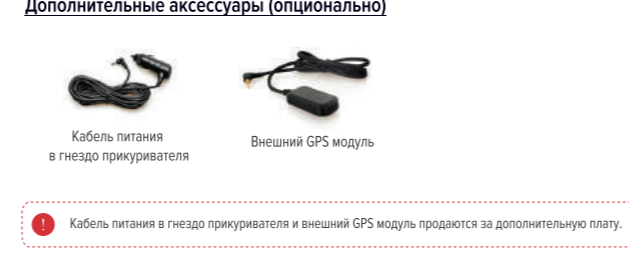 Дополнительные аксессуары (опционально)
Кабель питания
в гнездо прикуривателя
Внешний GPS модуль
! Кабель питания в гнездо прикуривателя и внешний GPS модуль продаются за дополнительную плату.